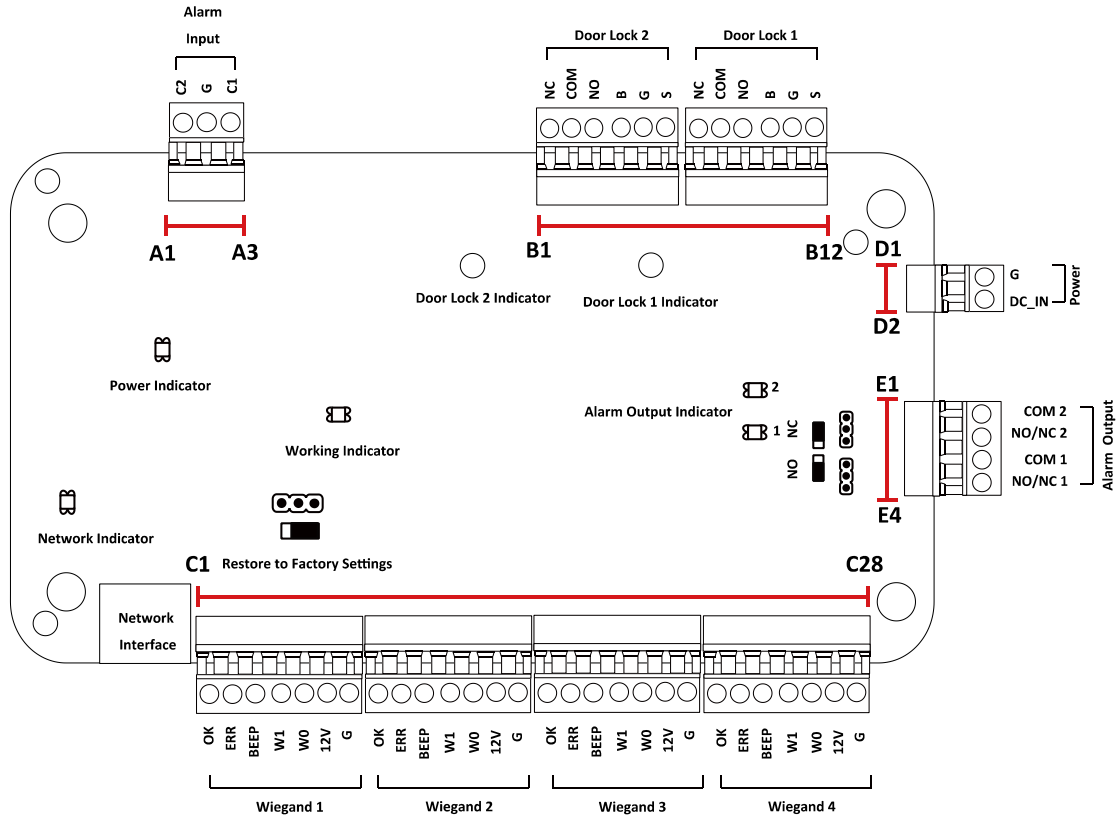 Alarm
Input
C2 G C1
Door Lock 2
NC COM NO B G S
Door Lock 1
NC COM NO B G S
A1 A3
B1 B12
D1
D2
G
DC_IN
Power
Door Lock 2 Indicator
Door Lock 1 Indicator
Power Indicator
Working Indicator
Alarm Output Indicator
2
1
NC
NO
E1
E4
COM 2
NO/NC 2
COM 1
NO/NC 1
Alarm Output
Network Indicator
Restore to Factory Settings
C1 C28
Network
Interface
OK ERR BEEP W1 W0 12V G
OK ERR BEEP W1 W0 12V G
OK ERR BEEP W1 W0 12V G
OK ERR BEEP W1 W0 12V G
Wiegand 1
Wiegand 2
Wiegand 3
Wiegand 4